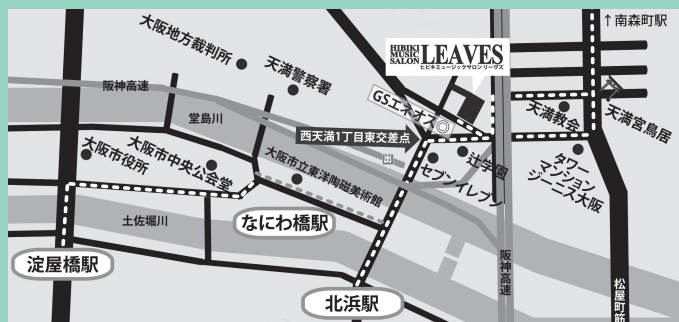 ↑南森町駅
HIBIKI
MUSIC
SALON
LEAVES
ヒビキミュージックサロン リーヴズ
大阪地方裁判所
天満警察署
阪神高速
GSエネオス
堂島川
天満教会
天満宮鳥居
西天満1丁目東交差点
出
辻学園
セブンイレブン
タワー
マンション
ジーニス大阪
大阪市役所
大阪市中央公会堂
大阪市立東洋陶磁美術館
土佐堀川
なにわ橋駅
淀屋橋駅
北浜駅
阪神高速
松屋町筋